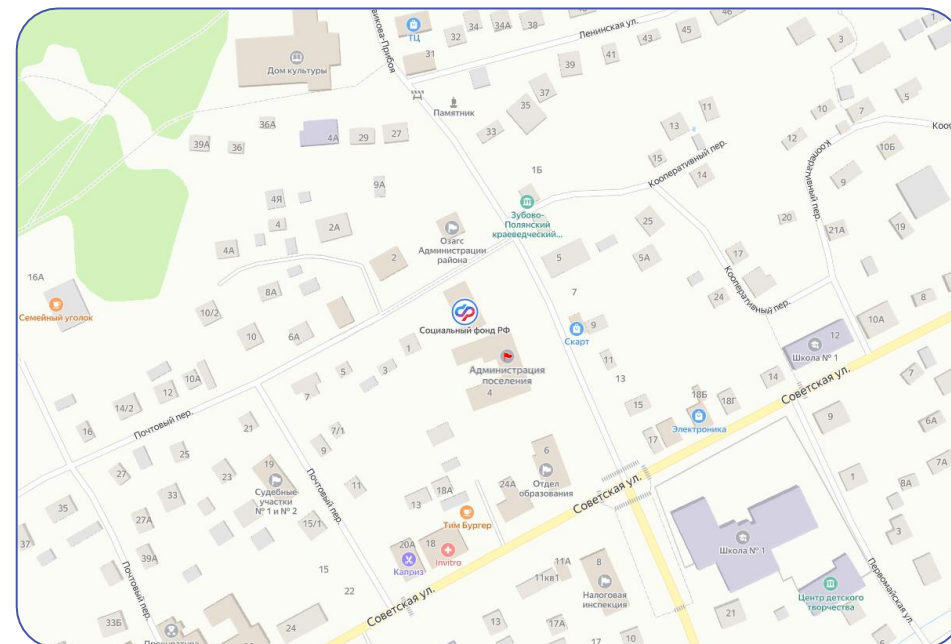 ТЦ
32
34
34А
38
Ленинская ул.
45
31
43
3
41
39
Дом культуры
37
5
35
Памятник
10
7
11
36А
13
33
4А
29
27
12
39А
36
10Б
Кооперативный пер.
15
1Б
14
9
9А
Кооперативный пер.
4Я
20
Зубово-
Полянский
краеведческий...
4
2А
25
21А
19
Озагс
Администрации
района
4А
17
2
5
5А
16А
8А
Кооперативный пер.
7
24
8
Семейный уголок
10/2
Социальный фонд РФ
9
10А
12
10
6А
Скарт
1
Школа № 1
11
Администрация
поселения
5
3
13
14
7
10А
12
4
7
Советская ул.
18Б
18Г
14/2
15
9
Почтовый пер.
6А
21
Электроника
16
7/1
17
9
6
25
7А
19
27
23
11
18А
24А
Отдел
образования
1
8А
Судебные
участки
№ 1 и № 2
33
13
Советская ул.
35
Почтовый пер.
Тим Бургер
27А
15/1
3
37
20А
18
Школа № 1
39А
11А
8
Каприз
Invitro
15
11кв1
Первомайская ул.
Почтовый пер.
Центр детского
творчества
22
Налоговая
инспекция
Советская ул.
33Б
24
13
17А
21
10
17
Прокуратура